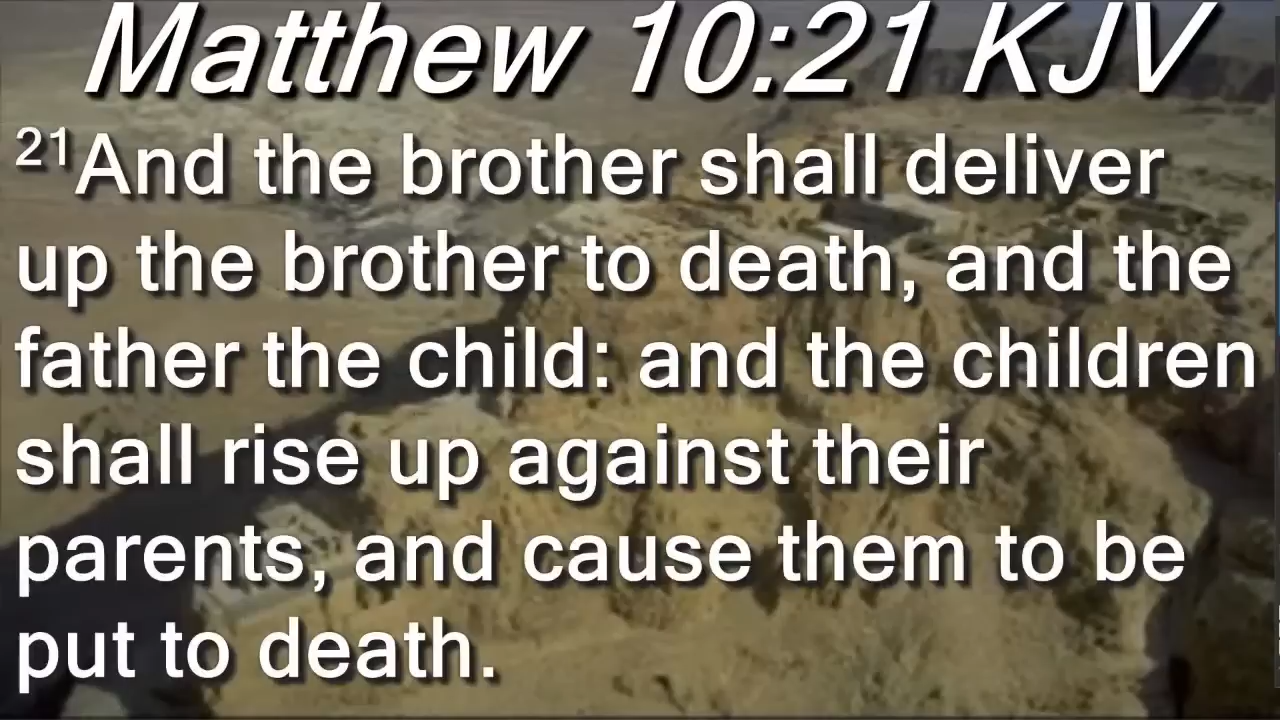 Matthew 10:21 KJV
21And the brother shall deliver
up the brother to death, and the
father the child: and the children
shall rise up against their
parents, and cause them to be
put to death.